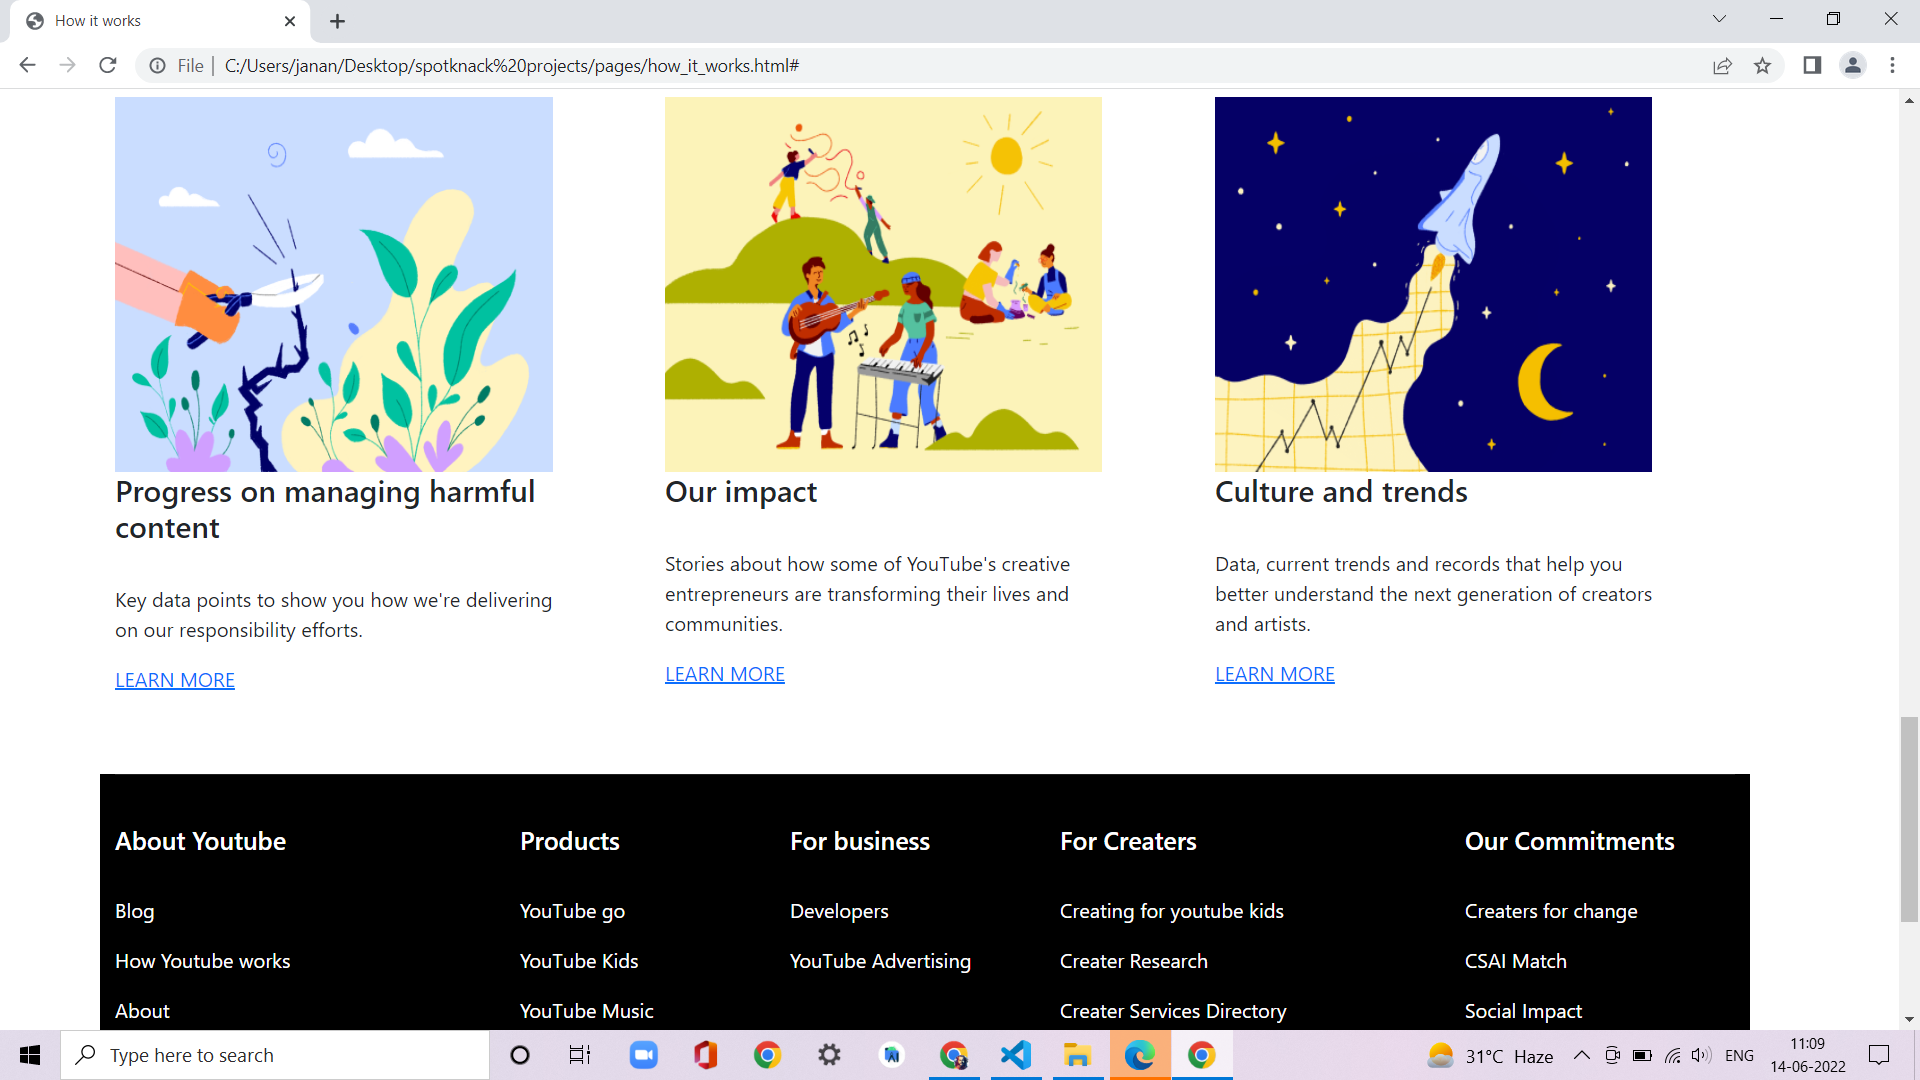 How it works
File
C:/Users/janan/Desktop/spotknack%20projects/pages/how_it_works.html#
Progress on managing harmful
content
Key data points to show you how we're delivering
on our responsibility efforts.
LEARN MORE
Our impact
Stories about how some of YouTube's creative
entrepreneurs are transforming their lives and
communities.
LEARN MORE
Culture and trends
Data, current trends and records that help you
better understand the next generation of creators
and artists.
LEARN MORE
About Youtube
Blog
How Youtube works
About
Products
YouTube go
YouTube Kids
YouTube Music
For business
Developers
YouTube Advertising
For Creaters
Creating for youtube kids
Creater Research
Creater Services Directory
Our Commitments
Creaters for change
CSAI Match
Social Impact
Type here to search
31°C Haze
ENG
11:09
14-06-2022